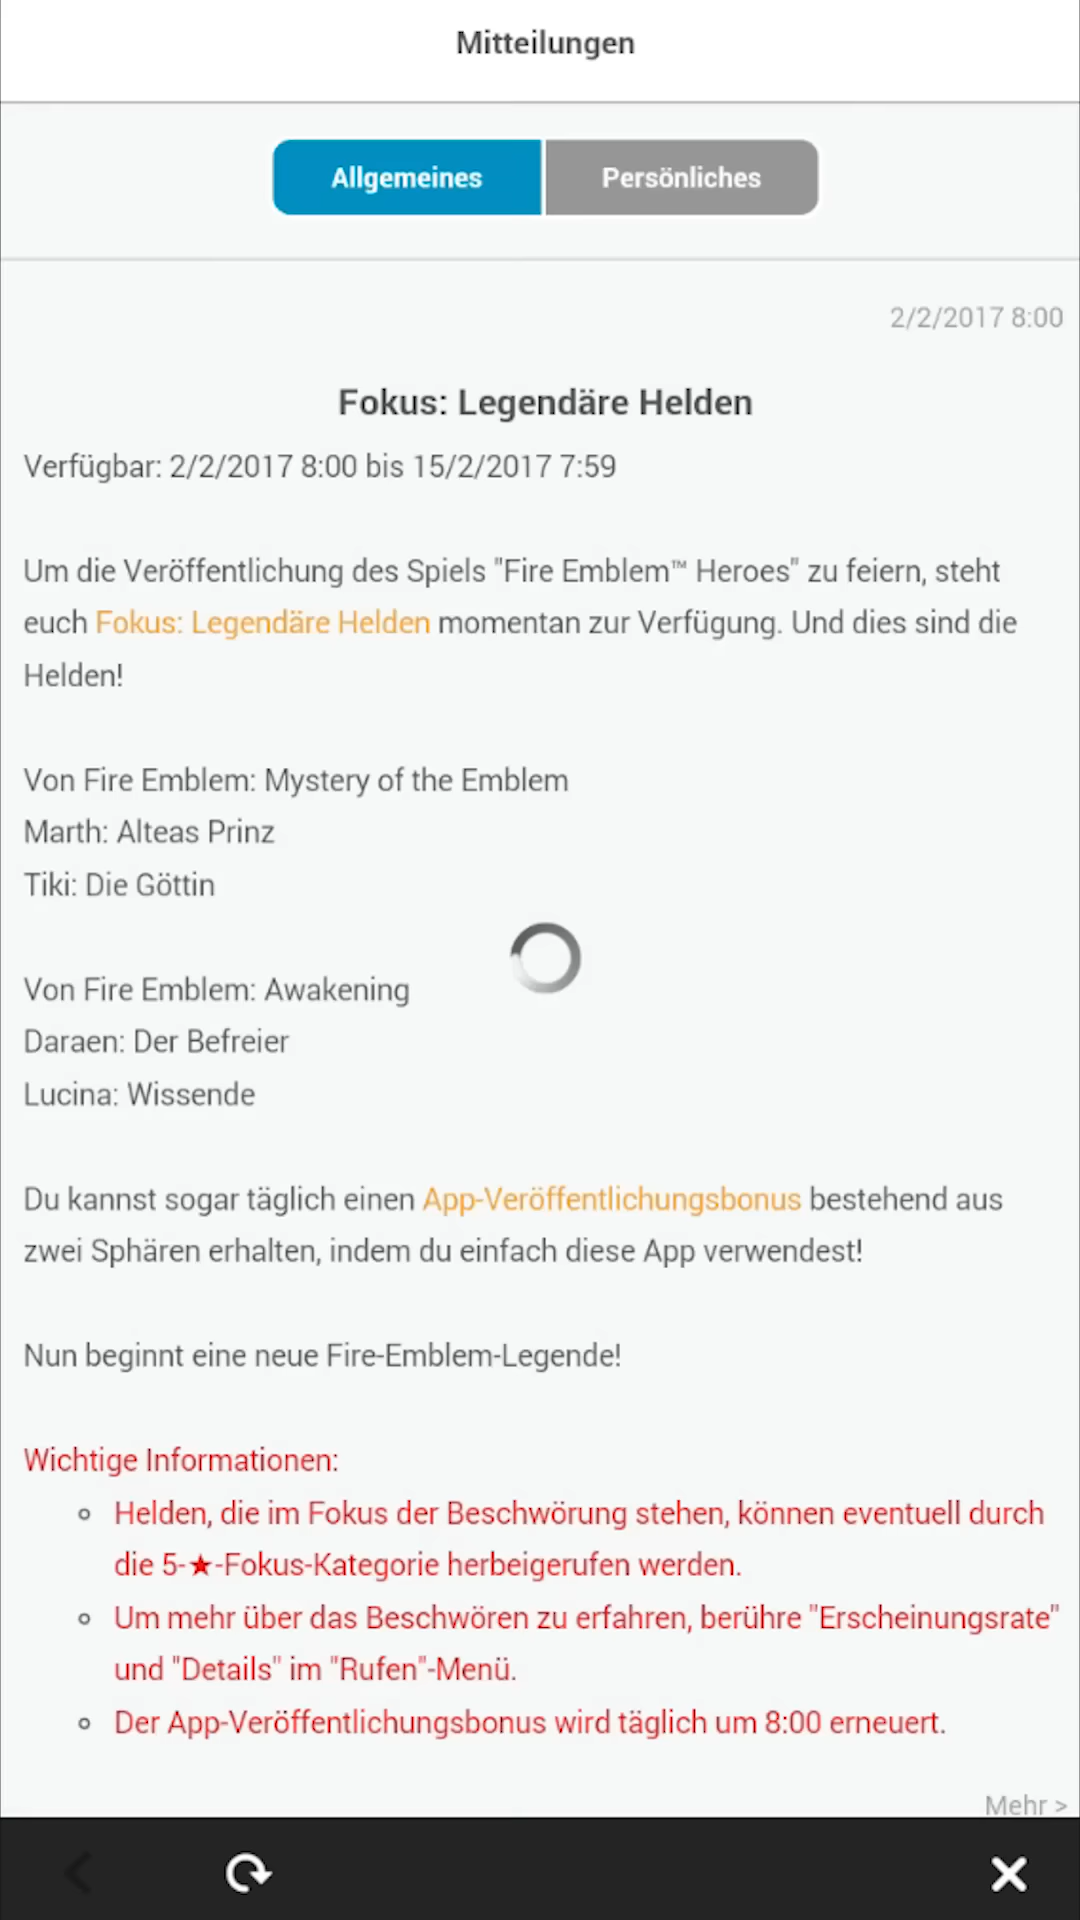 Mitteilungen
Allgemeines
Persönliches
2/2/2017 8:00
Fokus: Legendäre Helden
Verfügbar: 2/2/2017 8:00 bis 15/2/2017 7:59
Um die Veröffentlichung des Spiels "Fire Emblem™ Heroes" zu feiern, steht
euch Fokus: Legendäre Helden momentan zur Verfügung. Und dies sind die
Helden!
Von Fire Emblem: Mystery of the Emblem
Marth: Alteas Prinz
Tiki: Die Göttin
Von Fire Emblem: Awakening
Daraen: Der Befreier
Lucina: Wissende
Du kannst sogar täglich einen App-Veröffentlichungsbonus bestehend aus
zwei Sphären erhalten, indem du einfach diese App verwendest!
Nun beginnt eine neue Fire-Emblem-Legende!
Wichtige Informationen:
Helden, die im Fokus der Beschwörung stehen, können eventuell durch
die 5-★-Fokus-Kategorie herbeigerufen werden.
Um mehr über das Beschwören zu erfahren, berühre "Erscheinungsrate"
und "Details" im "Rufen"-Menü.
Der App-Veröffentlichungsbonus wird täglich um 8:00 erneuert.
Mehr >